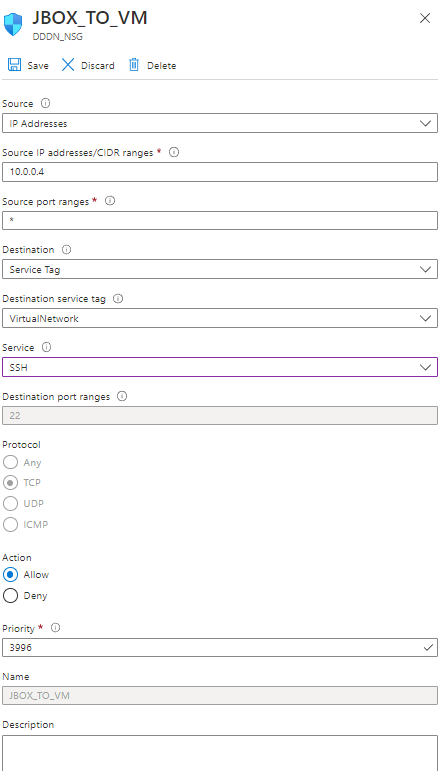 JBOX_TO_VM
DDDN_NSG
Save Discard Delete
Source
IP Addresses
Source IP addresses/CIDR ranges *
10.0.0.4
Source port ranges *
*
Destination
Service Tag
Destination service tag
VirtualNetwork
Service
SSH
Destination port ranges
22
Protocol
Any
TCP
UDP
ICMP
Action
Allow
Deny
Priority *
3996
Name
JBOX_TO_VM
Description